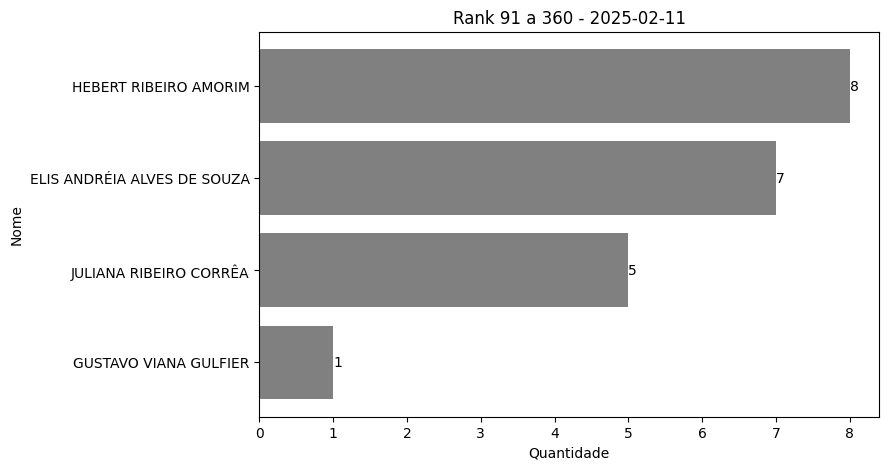 Rank 91 a 360 - 2025-02-11
HEBERT RIBEIRO AMORIM
8
ELIS ANDRÉIA ALVES DE SOUZA
7
Nome
JULIANA RIBEIRO CORRÊA
5
GUSTAVO VIANA GULFIER
1
0 1 2 3 4 5 6 7 8
Quantidade